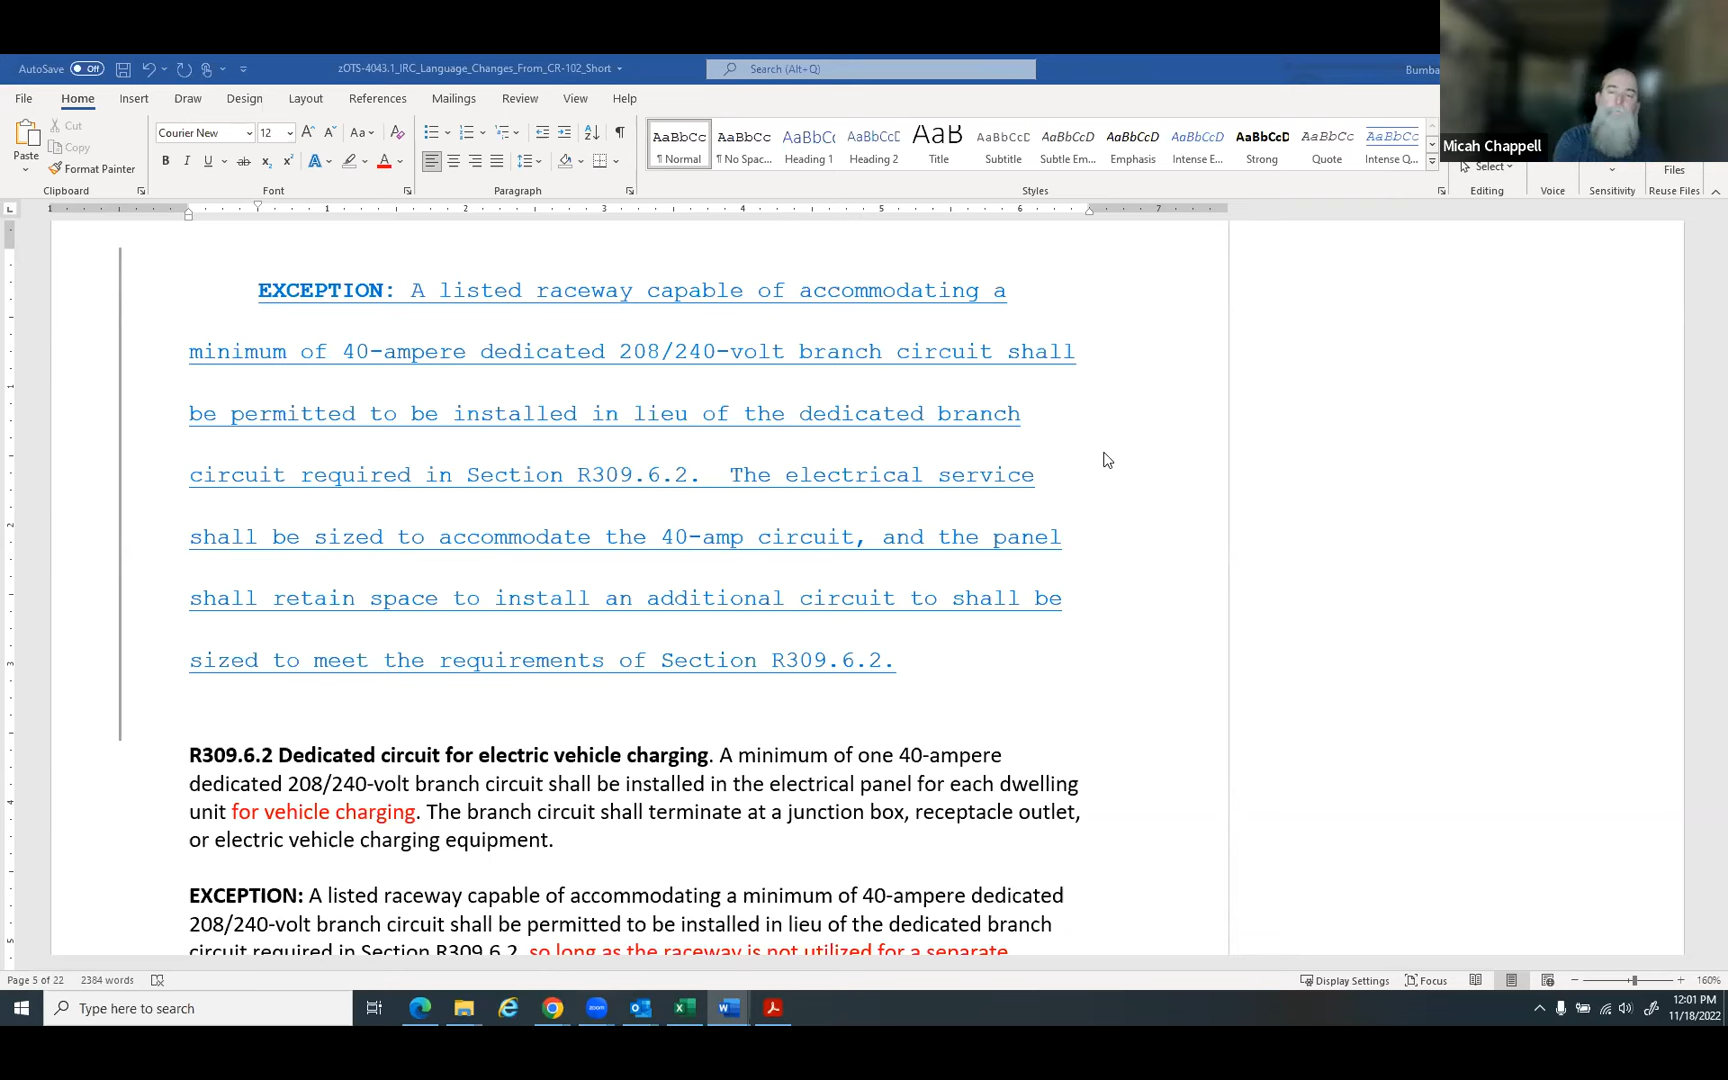 AutoSave Off
zOTS-4043.1_IRC_Language_Changes_From_CR-102_Short
Search (Alt+Q)
Bumba
Micah Chappell
File Home Insert Draw Design Layout References Mailings Review View Help
Paste
Cut
Copy
Format Painter
Courier New 12
AaBbCc AaBbCc AaBbC AaBbCcD AaB AaBbCcD AaBbCcD AaBbCcD AaBbCcD AaBbCcD AaBbCcD AaBbCcD
¶ Normal ¶ No Spac... Heading 1 Heading 2 Title Subtitle Subtle Em... Emphasis Intense E... Strong Quote Intense Q...
Select
Files
Clipboard Font Paragraph Styles Editing Voice Sensitivity Reuse Files
1 1 2 3 4 5 6 7
EXCEPTION: A listed raceway capable of accommodating a
minimum of 40-ampere dedicated 208/240-volt branch circuit shall
be permitted to be installed in lieu of the dedicated branch
circuit required in Section R309.6.2. The electrical service
shall be sized to accommodate the 40-amp circuit, and the panel
shall retain space to install an additional circuit to shall be
sized to meet the requirements of Section R309.6.2.
R309.6.2 Dedicated circuit for electric vehicle charging. A minimum of one 40-ampere
dedicated 208/240-volt branch circuit shall be installed in the electrical panel for each dwelling
unit for vehicle charging. The branch circuit shall terminate at a junction box, receptacle outlet,
or electric vehicle charging equipment.
EXCEPTION: A listed raceway capable of accommodating a minimum of 40-ampere dedicated
208/240-volt branch circuit shall be permitted to be installed in lieu of the dedicated branch
circuit required in Section R309.6.2, so long as the raceway is not utilized for a separate
Page 5 of 22 2384 words
Display Settings Focus 160%
Type here to search
zoom
12:01 PM
11/18/2022